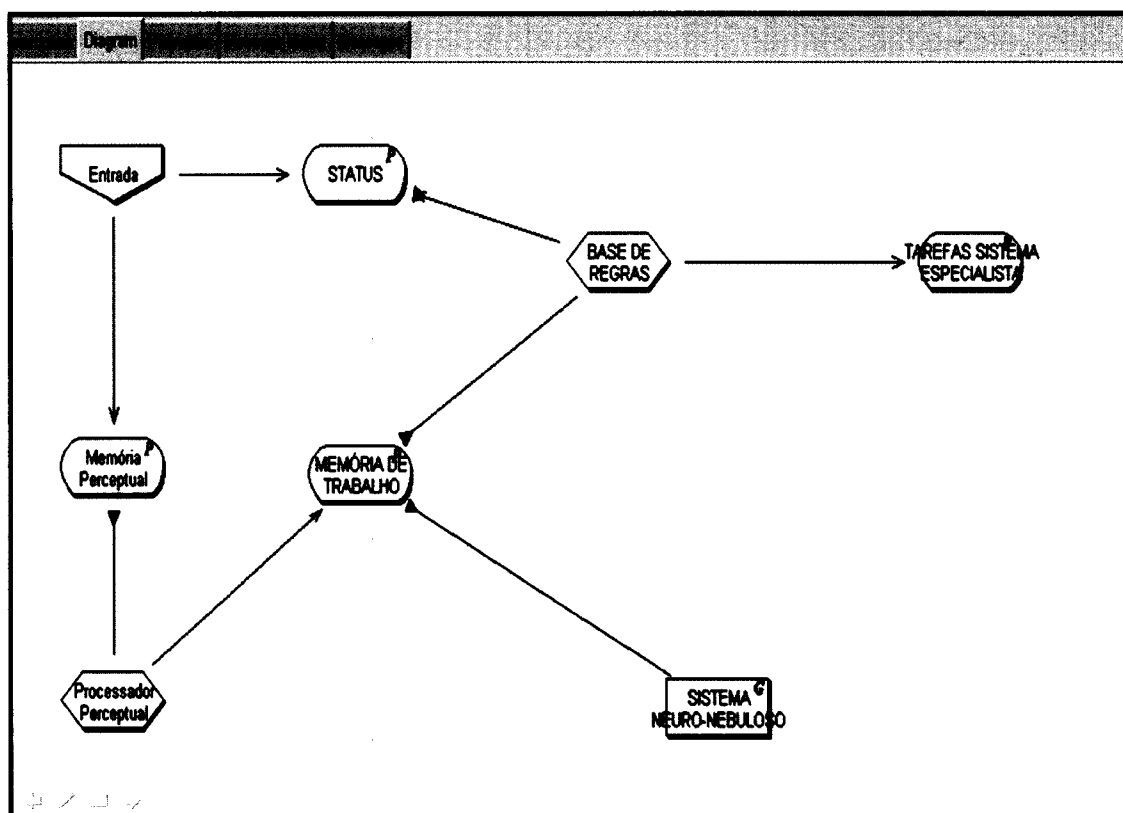 Diagram
Entrada
P
STATUS
BASE DE
REGRAS
TAREFAS SISTEMA
ESPECIALISTA
P
Memória
Perceptual
MEMÓRIA DE
TRABALHO
Processador
Perceptual
G
SISTEMA
NEURO-NEBULOSO